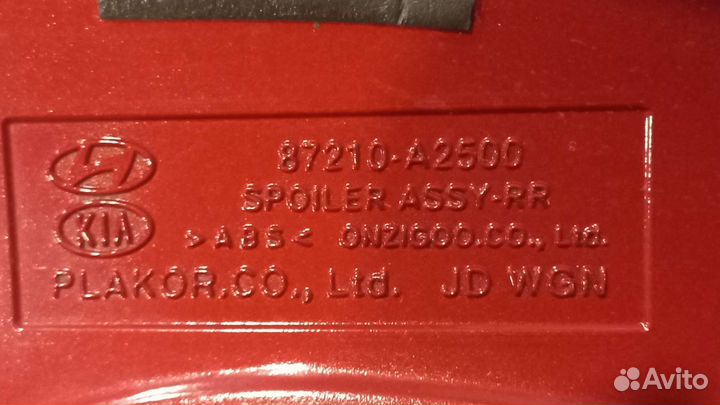 87210-A2500
SPOILER ASSY-RR
KIA
>ABS< ONZIGOO.CO., Ltd.
PLAKOR.CO., Ltd. JD WGN
Avito